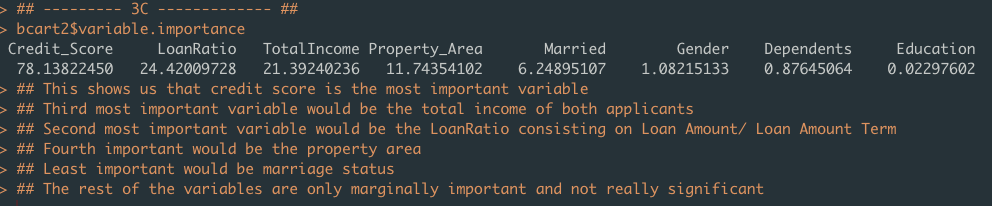 > ## --------- 3C ------------- ##
> bcart2$variable.importance
Credit_Score LoanRatio TotalIncome Property_Area Married Gender Dependents Education
78.13822450 24.42009728 21.39240236 11.74354102 6.24895107 1.08215133 0.87645064 0.02297602
> ## This shows us that credit score is the most important variable
> ## Third most important variable would be the total income of both applicants
> ## Second most important variable would be the LoanRatio consisting on Loan Amount/ Loan Amount Term
> ## Fourth important would be the property area
> ## Least important would be marriage status
> ## The rest of the variables are only marginally important and not really significant